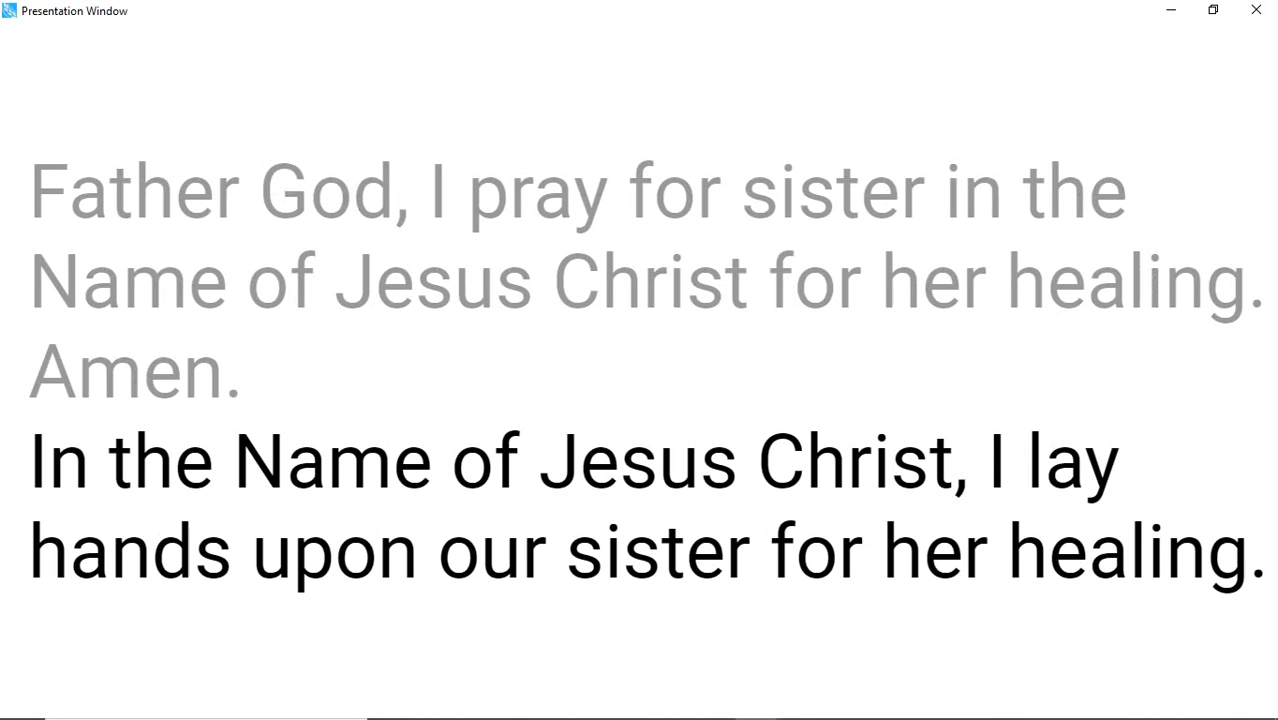 Presentation Window
Father God, I pray for sister in the
Name of Jesus Christ for her healing.
Amen.
In the Name of Jesus Christ, I lay
hands upon our sister for her healing.